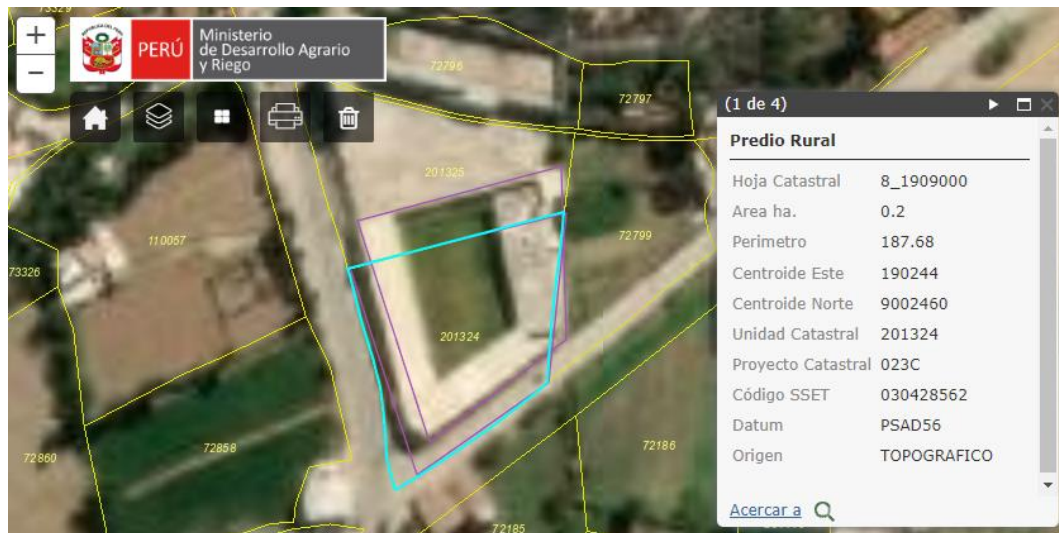 73329
+
−
PERÚ
Ministerio
de Desarrollo Agrario
y Riego
72796
72797
(1 de 4)
Predio Rural
Hoja Catastral 8_1909000
Area ha. 0.2
Perimetro 187.68
Centroide Este 190244
Centroide Norte 9002460
Unidad Catastral 201324
Proyecto Catastral 023C
Código SSET 030428562
Datum PSAD56
Origen TOPOGRAFICO
Acercar a
201325
110057
72799
73326
201324
72858
72860
72186
72185